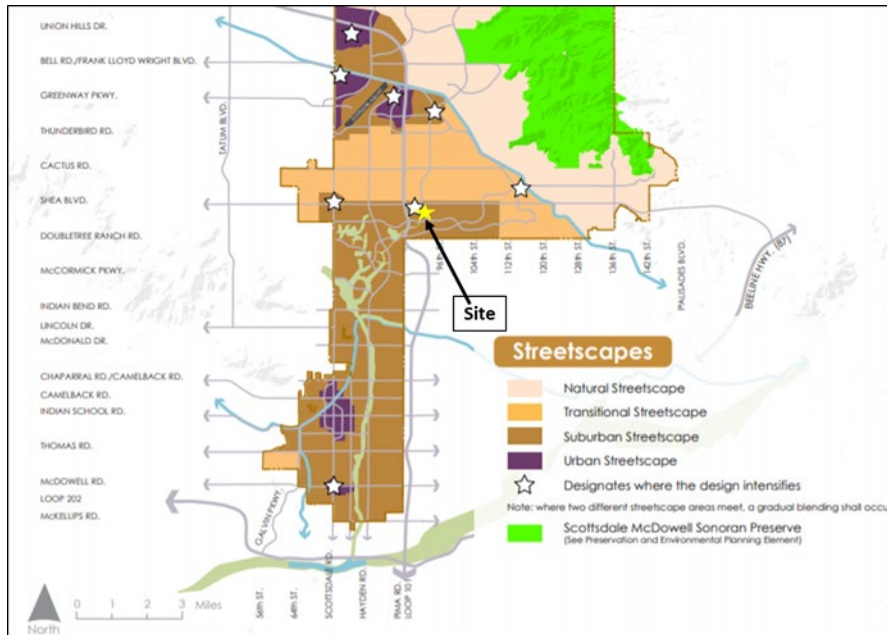 UNION HILLS DR.
BELL RD./FRANK LLOYD WRIGHT BLVD.
GREENWAY PKWY.
THUNDERBIRD RD.
CACTUS RD.
SHEA BLVD.
DOUBLETREE RANCH RD.
McCORMICK PKWY.
INDIAN BEND RD.
LINCOLN DR.
McDONALD DR.
CHAPARRAL RD./CAMELBACK RD.
CAMELBACK RD.
INDIAN SCHOOL RD.
THOMAS RD.
McDOWELL RD.
LOOP 202
McKELLIPS RD.
TATUM BLVD.
96th ST.
104th ST.
112th ST.
120th ST.
128th ST.
136th ST.
142th ST.
PALISADES BLVD.
BEELINE HWY. (87)
Site
Streetscapes
Natural Streetscape
Transitional Streetscape
Suburban Streetscape
Urban Streetscape
Designates where the design intensifies
Note: where two different streetscape areas meet, a gradual blending shall occu
Scottsdale McDowell Sonoran Preserve
(See Preservation and Environmental Planning Element)
GALVIN PKWY.
56th ST.
64th ST.
SCOTTSDALE RD.
HAYDEN RD.
PIMA RD.
LOOP 101
0 1 2 3 Miles
North